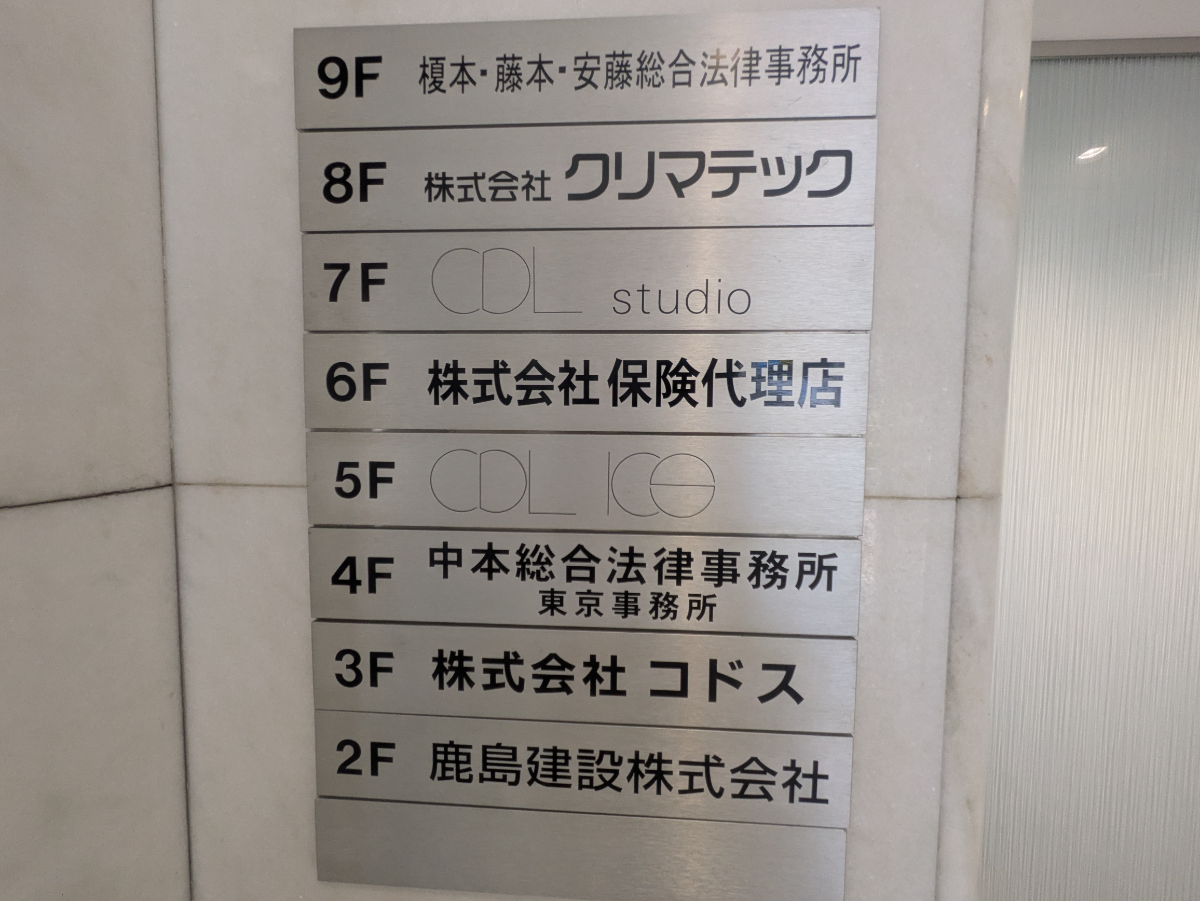 9F 榎本・藤本・安藤総合法律事務所
8F 株式会社 クリマテック
7F CDL studio
6F 株式会社 保険代理店
5F CDL ICE
4F 中本総合法律事務所
東京事務所
3F 株式会社 コドス
2F 鹿島建設株式会社